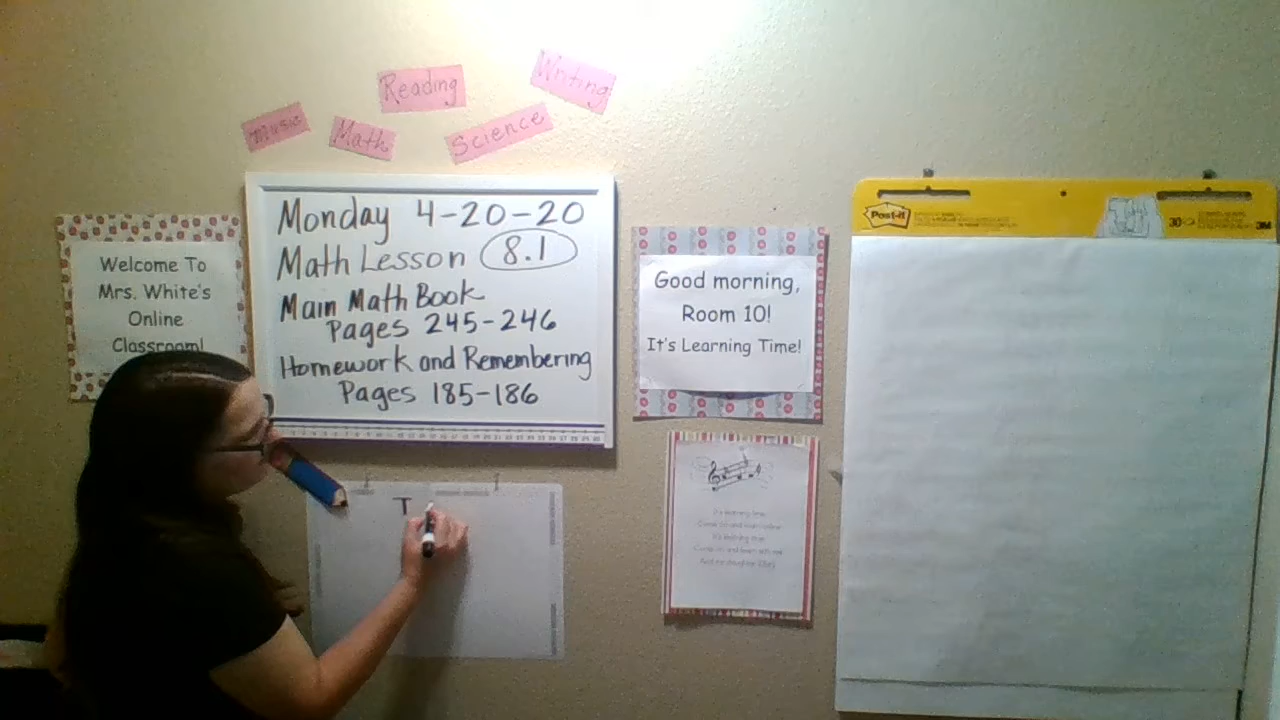 Writing
Reading
Music
Math
Science
Monday 4-20-20
Math Lesson 8.1
Main Math Book
Pages 245-246
Homework and Remembering
Pages 185-186
Welcome To
Mrs. White's
Online
Classroom!
Good morning,
Room 10!
It's Learning Time!
T
Post-it
30
3M